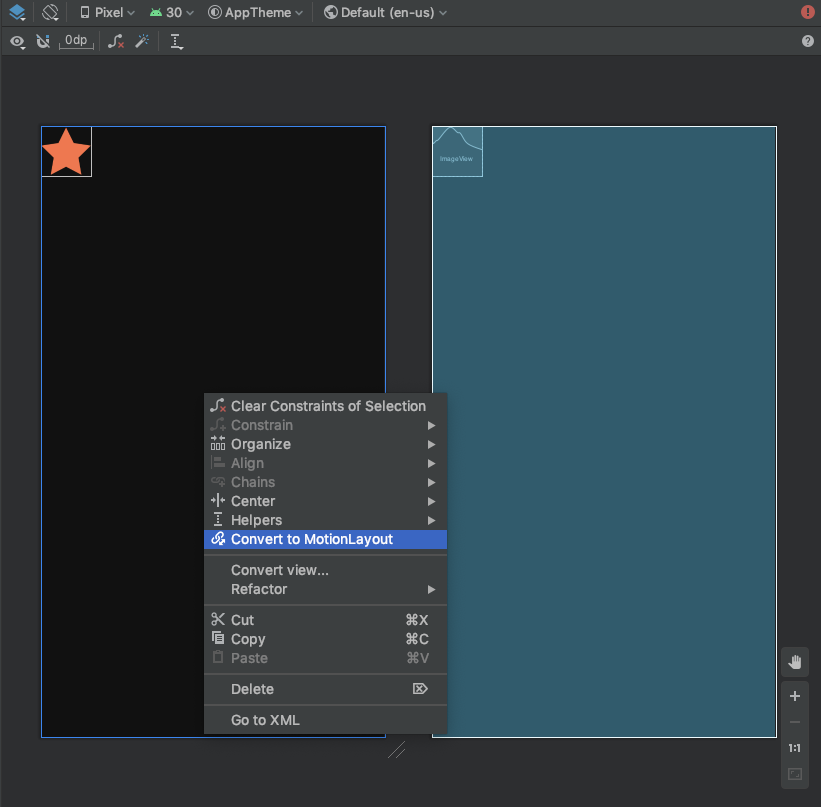 Pixel 30 AppTheme Default (en-us)
0dp
ImageView
Clear Constraints of Selection
Constrain
Organize
Align
Chains
Center
Helpers
Convert to MotionLayout
Convert view...
Refactor
Cut ⌘X
Copy ⌘C
Paste ⌘V
Delete
Go to XML
1:1